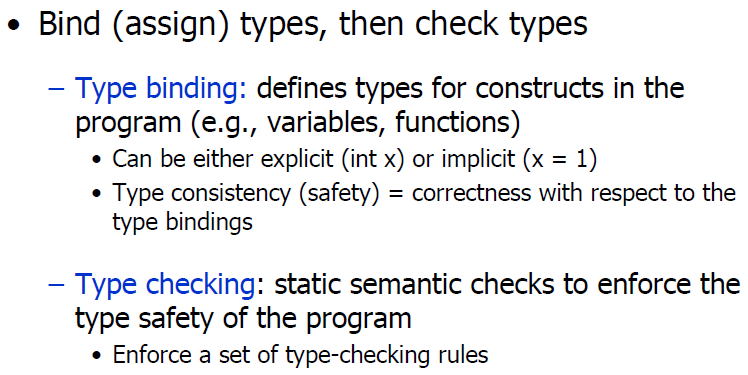 • Bind (assign) types, then check types
– Type binding: defines types for constructs in the
program (e.g., variables, functions)
• Can be either explicit (int x) or implicit (x = 1)
• Type consistency (safety) = correctness with respect to the
type bindings
– Type checking: static semantic checks to enforce the
type safety of the program
• Enforce a set of type-checking rules